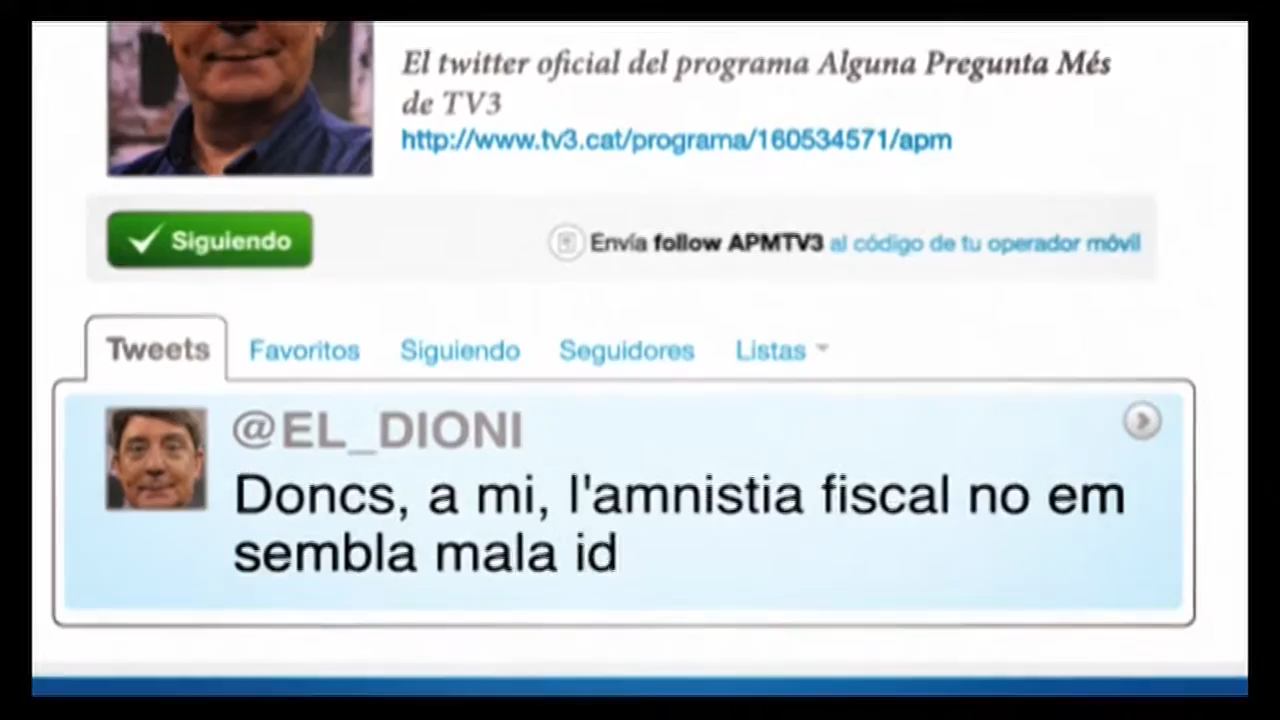 El twitter oficial del programa Alguna Pregunta Més
de TV3
http://www.tv3.cat/programa/160534571/apm
Siguiendo
Envía follow APMTV3 al código de tu operador móvil
Tweets Favoritos Siguiendo Seguidores Listas
@EL_DIONI
Doncs, a mi, l'amnistia fiscal no em
sembla mala id